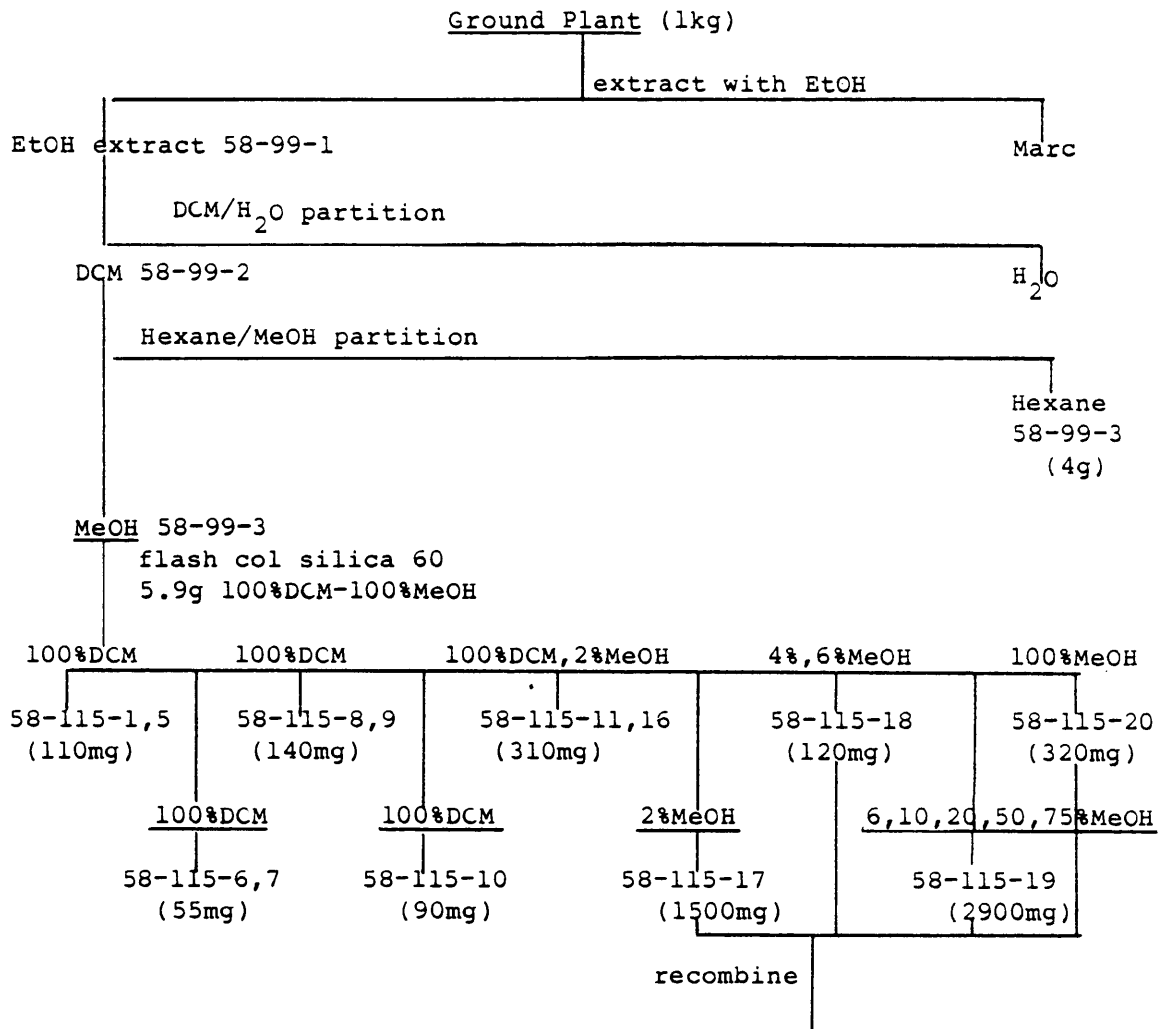 Ground Plant (1kg)
extract with EtOH
EtOH extract 58-99-1
Marc
DCM/H2O partition
DCM 58-99-2
H2O
Hexane/MeOH partition
Hexane
58-99-3
(4g)
MeOH 58-99-3
flash col silica 60
5.9g 100%DCM-100%MeOH
100%DCM 100%DCM 100%DCM,2%MeOH 4%,6%MeOH 100%MeOH
58-115-1,5 58-115-8,9 58-115-11,16 58-115-18 58-115-20
(110mg) (140mg) (310mg) (120mg) (320mg)
100%DCM 100%DCM 2%MeOH 6,10,20,50,75%MeOH
58-115-6,7 58-115-10 58-115-17 58-115-19
(55mg) (90mg) (1500mg) (2900mg)
recombine